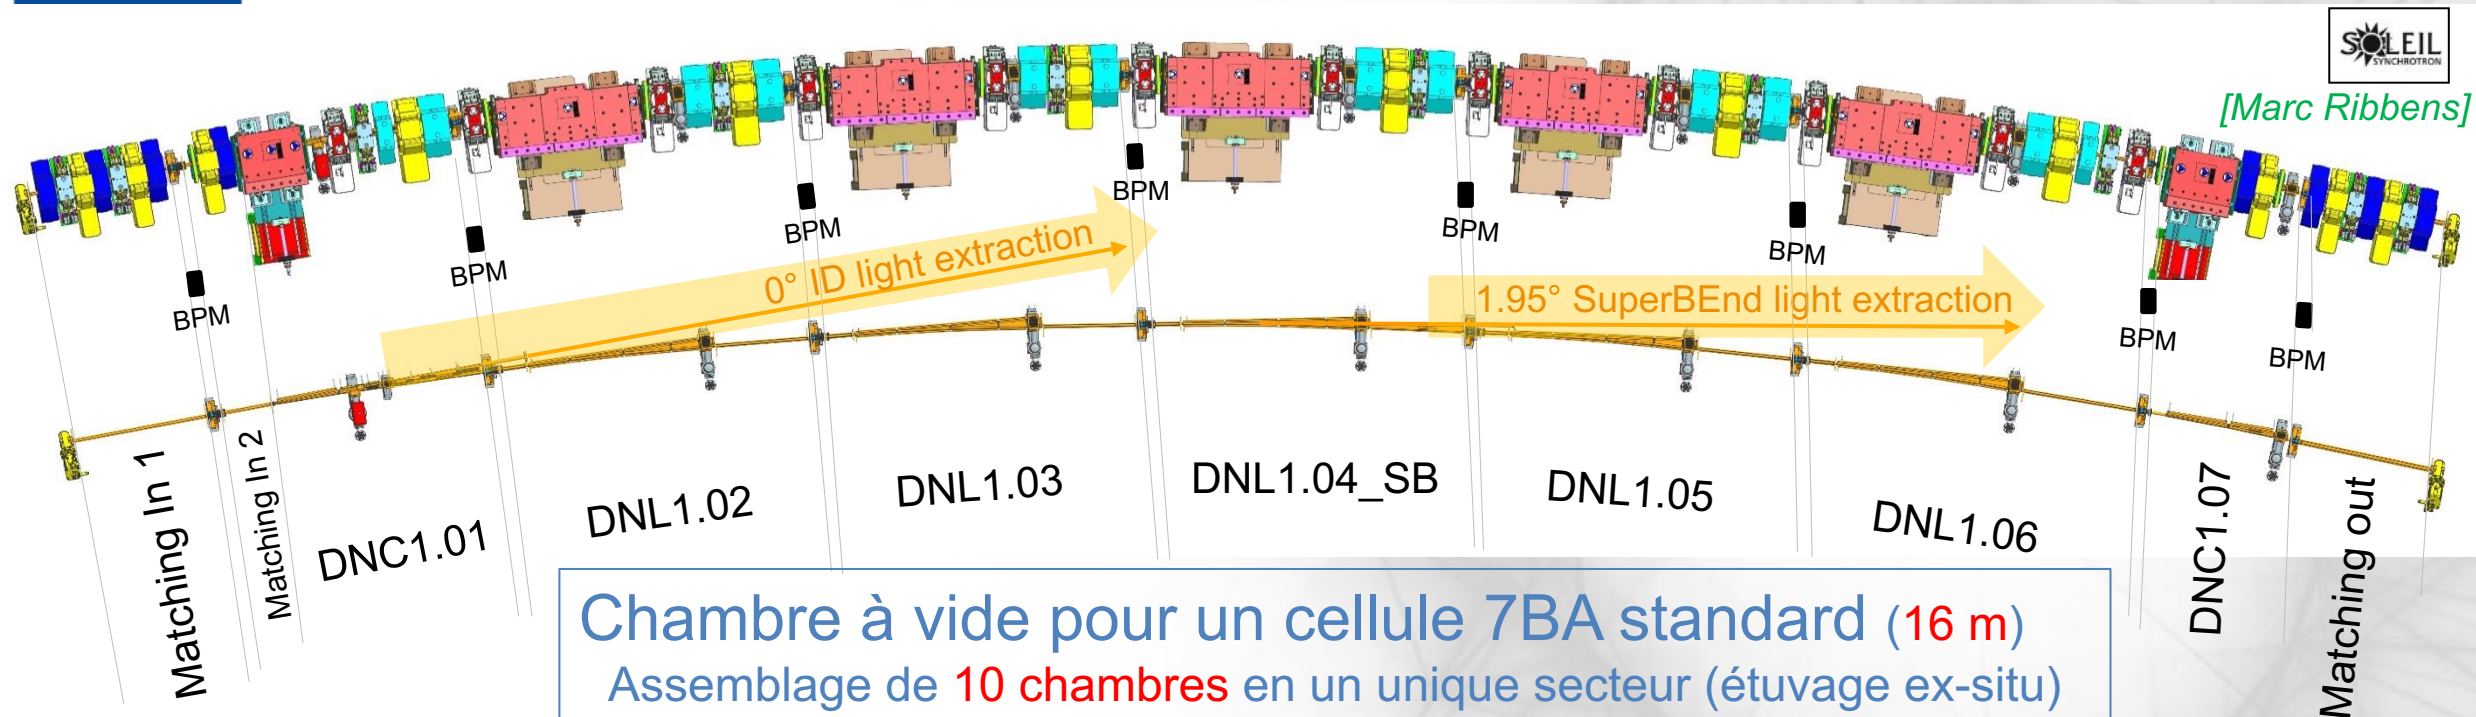 SOLEIL
SYNCHROTRON
[Marc Ribbens]
BPM
BPM
BPM
BPM
BPM
BPM
BPM
BPM
0° ID light extraction
1.95° SuperBEnd light extraction
Matching In 1
Matching In 2
DNC1.01
DNL1.02
DNL1.03
DNL1.04_SB
DNL1.05
DNL1.06
DNC1.07
Matching out
Chambre à vide pour un cellule 7BA standard (16 m)
Assemblage de 10 chambres en un unique secteur (étuvage ex-situ)